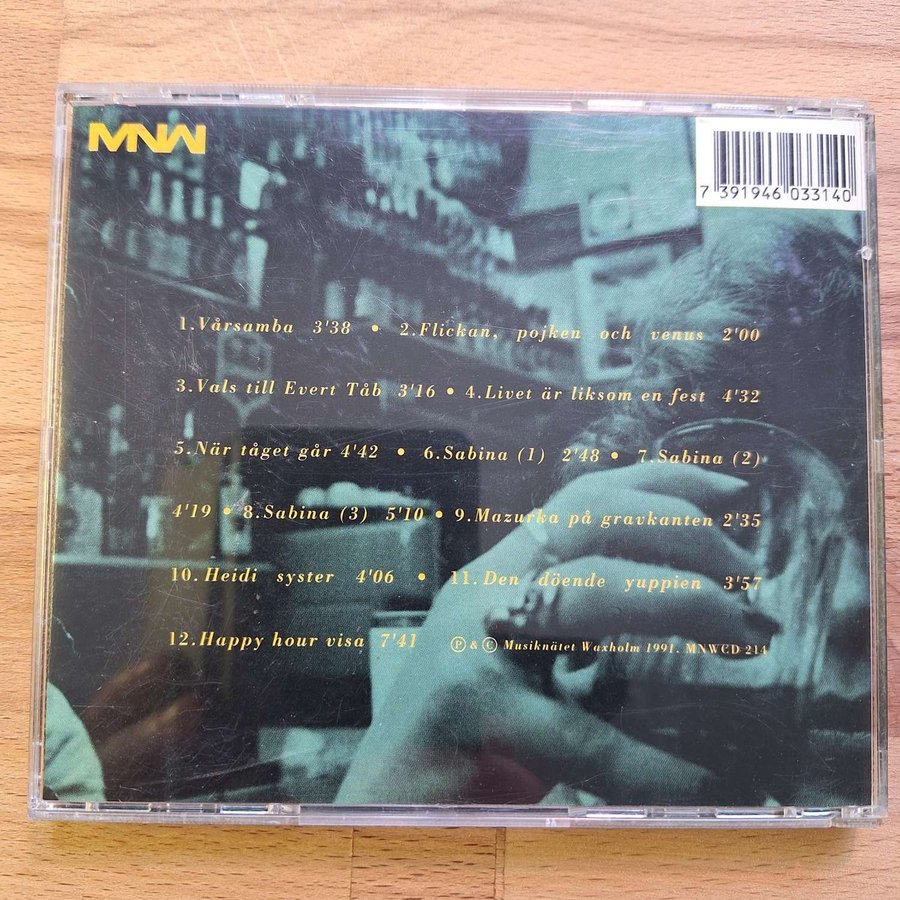 MNW
7 391946 033140
1.Vårsamba 3'38 • 2.Flickan, pojken och venus 2'00
3.Vals till Evert Tåb 3'16 • 4.Livet är liksom en fest 4'32
5.När tåget går 4'42 • 6.Sabina (1) 2'48 • 7.Sabina (2)
4'19 • 8.Sabina (3) 5'10 • 9.Mazurka på gravkanten 2'35
10.Heidi syster 4'06 • 11.Den döende yuppien 3'57
12.Happy hour visa 7'41 Ⓟ & © Musiknätet Waxholm 1991. MNWCD 214